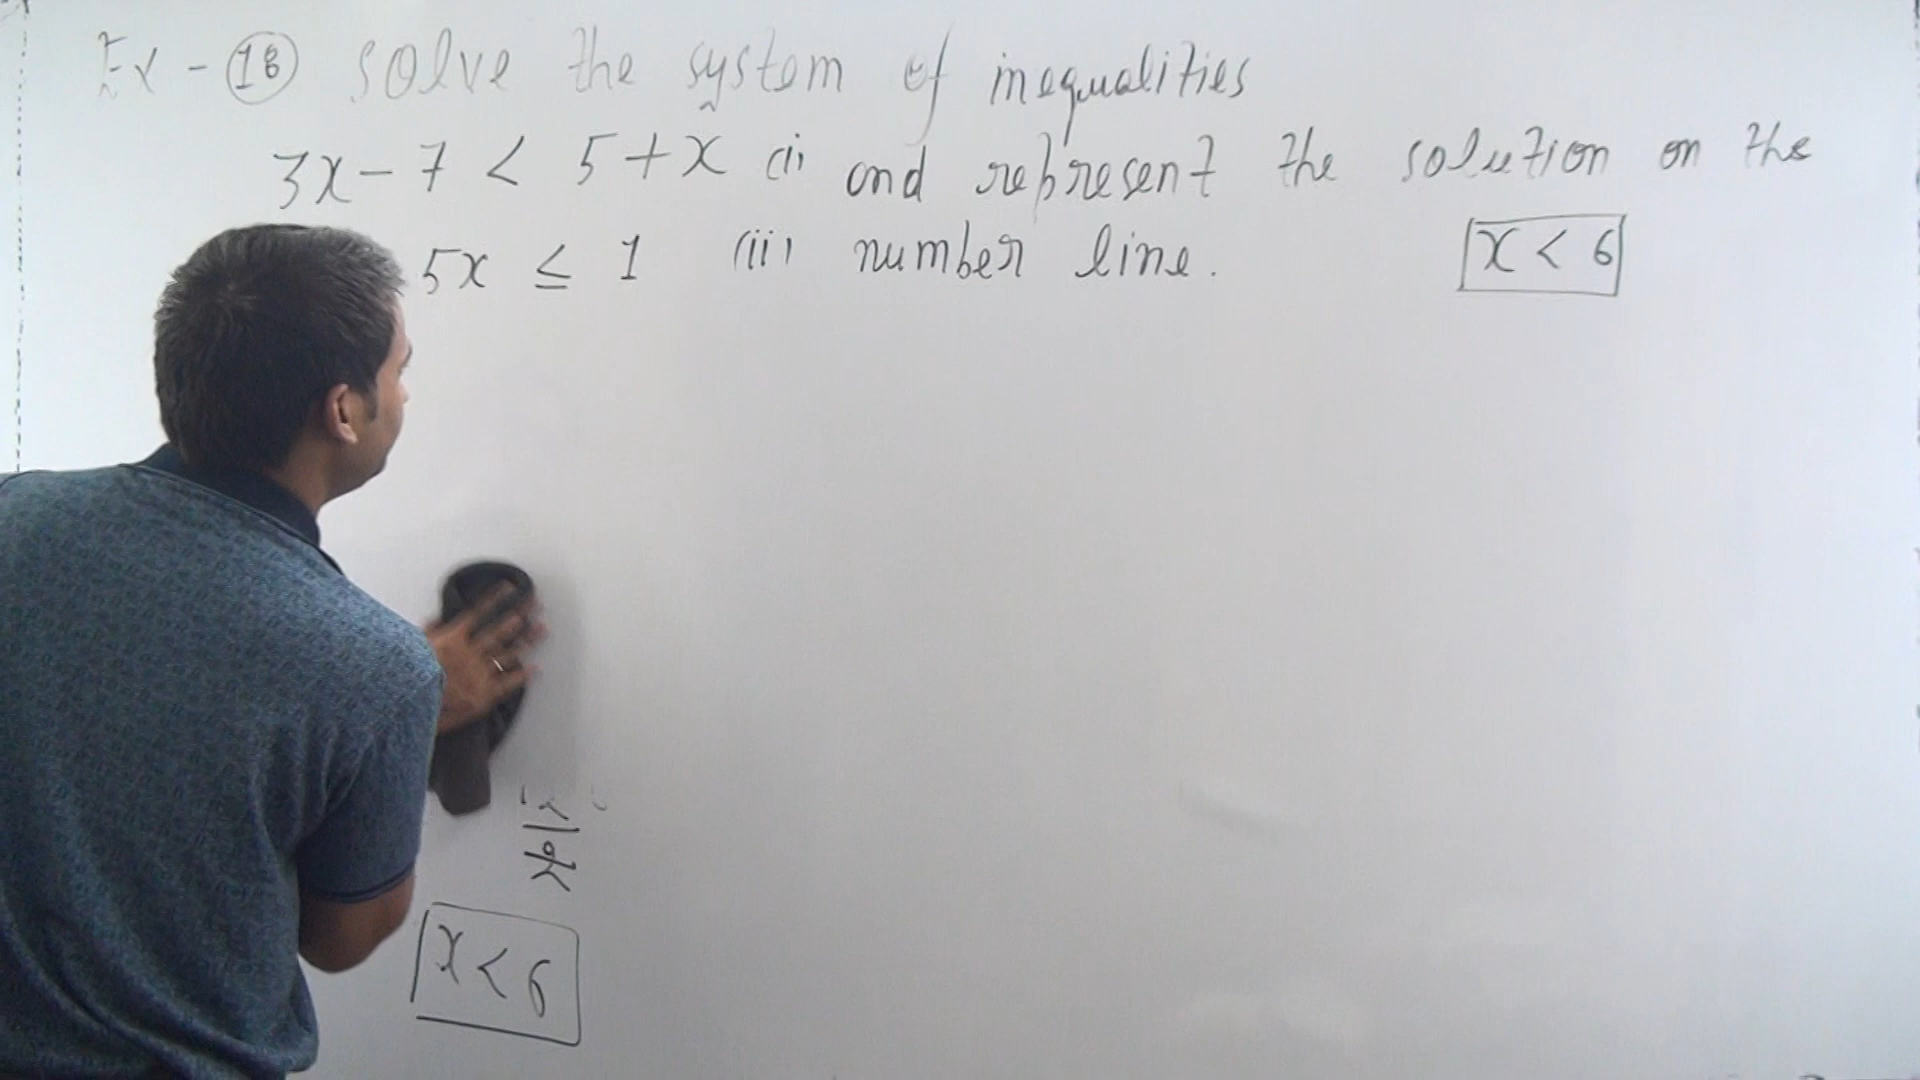 Ex - 18 solve the system of inequalities
3x - 7 < 5 + x (i) and represent the solution on the
5x ≤ 1 (ii) number line.
x < 6
x < 6